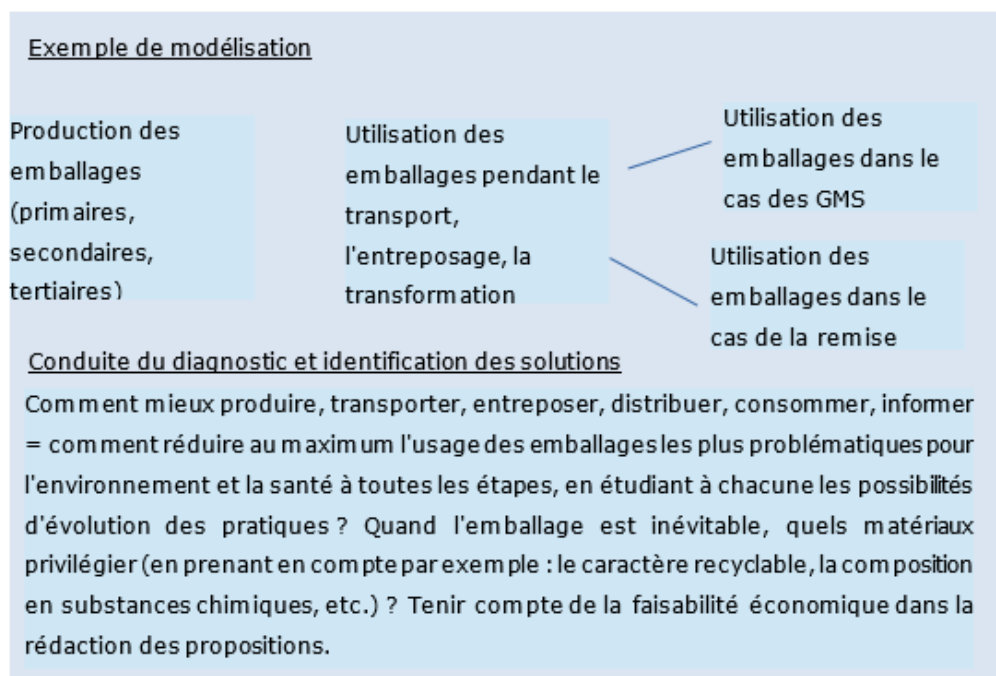 Exemple de modélisation
Production des
emballages
(primaires,
secondaires,
tertiaires)
Utilisation des
emballages pendant le
transport,
l'entreposage, la
transformation
Utilisation des
emballages dans le
cas des GMS
Utilisation des
emballages dans le
cas de la remise
Conduite du diagnostic et identification des solutions
Comment mieux produire, transporter, entreposer, distribuer, consommer, informer
= comment réduire au maximum l'usage des emballages les plus problématiques pour
l'environnement et la santé à toutes les étapes, en étudiant à chacune les possibilités
d'évolution des pratiques ? Quand l'emballage est inévitable, quels matériaux
privilégier (en prenant en compte par exemple : le caractère recyclable, la composition
en substances chimiques, etc.) ? Tenir compte de la faisabilité économique dans la
rédaction des propositions.